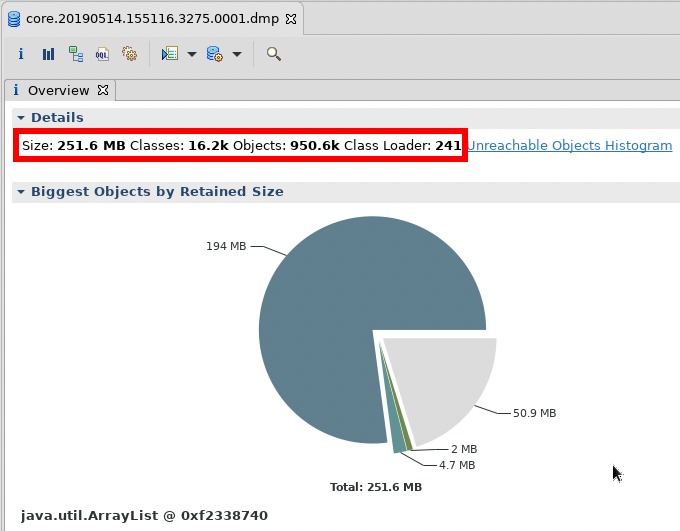 core.20190514.155116.3275.0001.dmp
i OQL
i Overview
Details
Size: 251.6 MB Classes: 16.2k Objects: 950.6k Class Loader: 241 Unreachable Objects Histogram
Biggest Objects by Retained Size
194 MB
50.9 MB
2 MB
4.7 MB
Total: 251.6 MB
java.util.ArrayList @ 0xf2338740